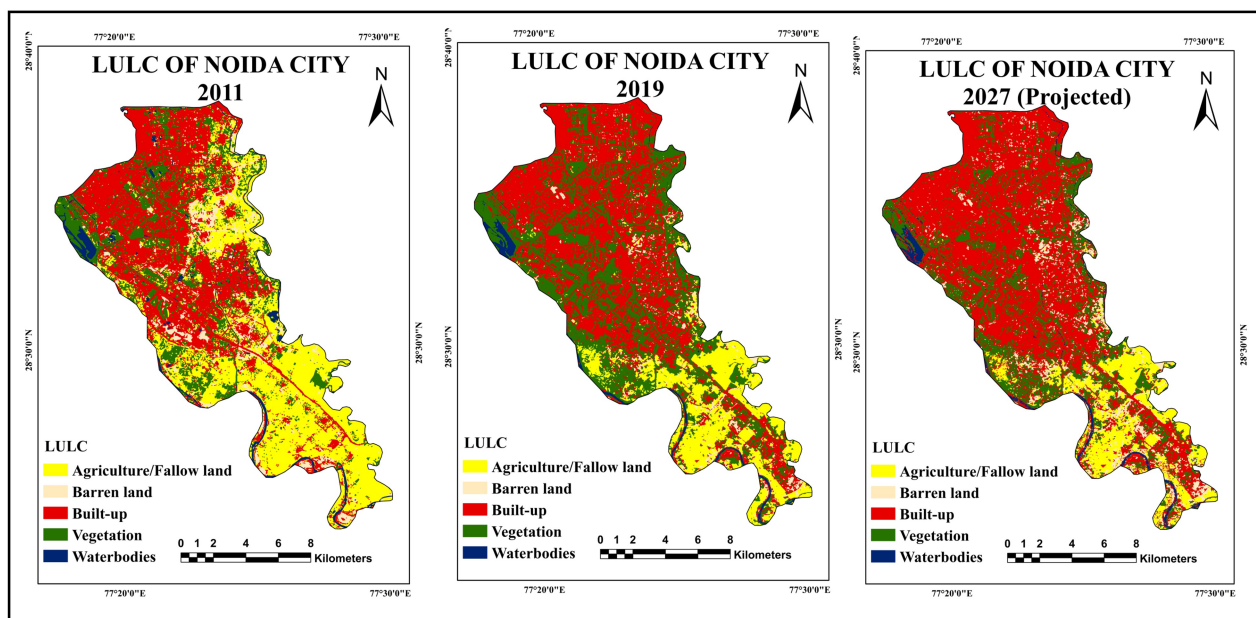 77°20'0"E 77°30'0"E
28°40'0"N
LULC OF NOIDA CITY
2011
N
28°30'0"N
LULC
Agriculture/Fallow land
Barren land
Built-up
Vegetation
Waterbodies
0 1 2 4 6 8
Kilometers
77°20'0"E 77°30'0"E
77°20'0"E 77°30'0"E
28°40'0"N
LULC OF NOIDA CITY
2019
N
28°30'0"N
28°30'0"N
LULC
Agriculture/Fallow land
Barren land
Built-up
Vegetation
Waterbodies
0 1 2 4 6 8
Kilometers
77°20'0"E 77°30'0"E
77°20'0"E 77°30'0"E
28°40'0"N
LULC OF NOIDA CITY
2027 (Projected)
N
28°30'0"N
28°30'0"N
LULC
Agriculture/Fallow land
Barren land
Built-up
Vegetation
Waterbodies
0 1 2 4 6 8
Kilometers
77°20'0"E 77°30'0"E